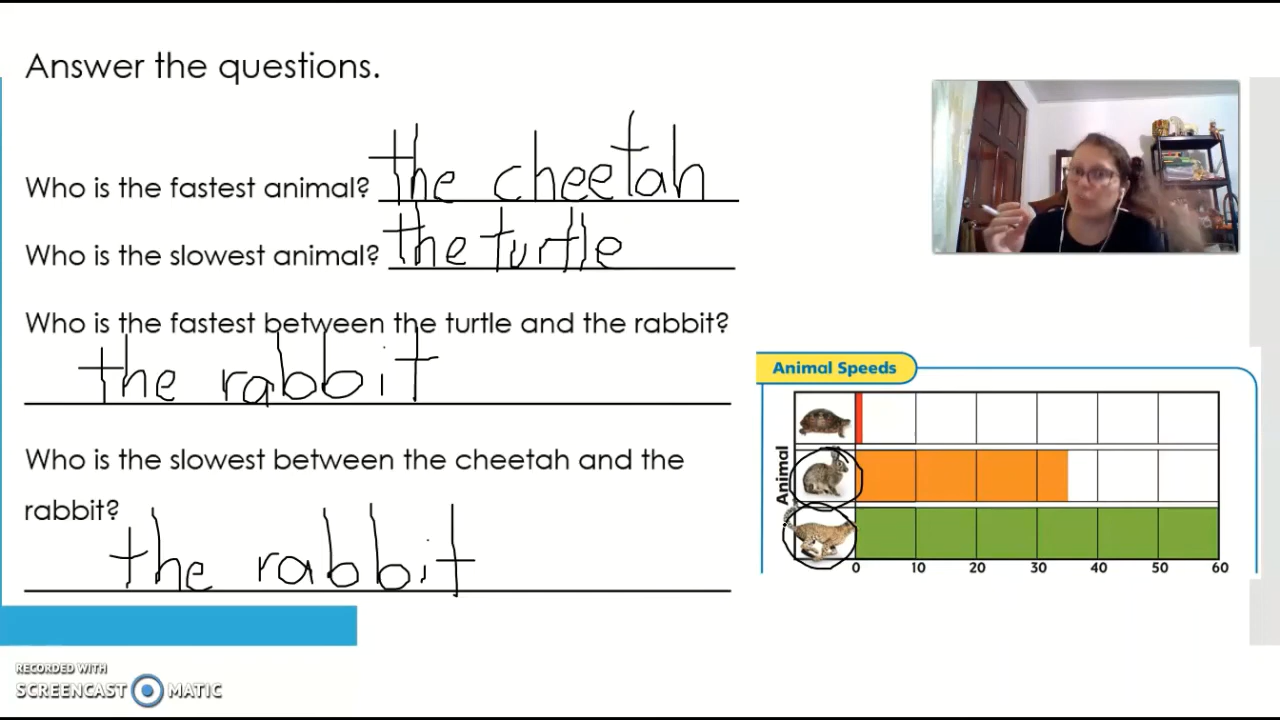 Answer the questions.
Who is the fastest animal? the cheetah
Who is the slowest animal? the turtle
Who is the fastest between the turtle and the rabbit?
the rabbit
Who is the slowest between the cheetah and the
rabbit?
the rabbit
Animal Speeds
Animal
0 10 20 30 40 50 60
RECORDED WITH
SCREENCAST MATIC